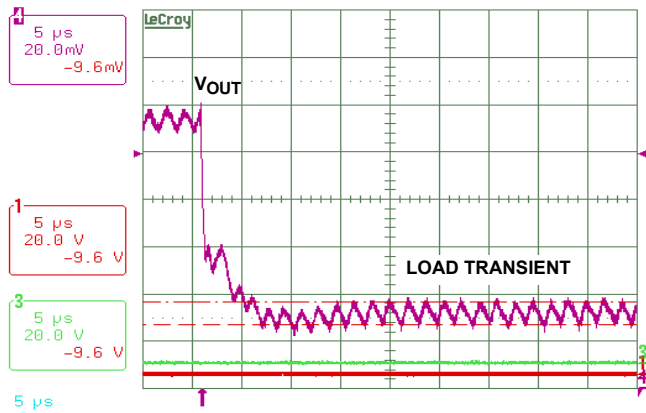 4
5 µs
20.0mV
-9.6mV
LeCroy
VOUT
1
5 µs
20.0 V
-9.6 V
LOAD TRANSIENT
3
5 µs
20.0 V
-9.6 V
5 µs